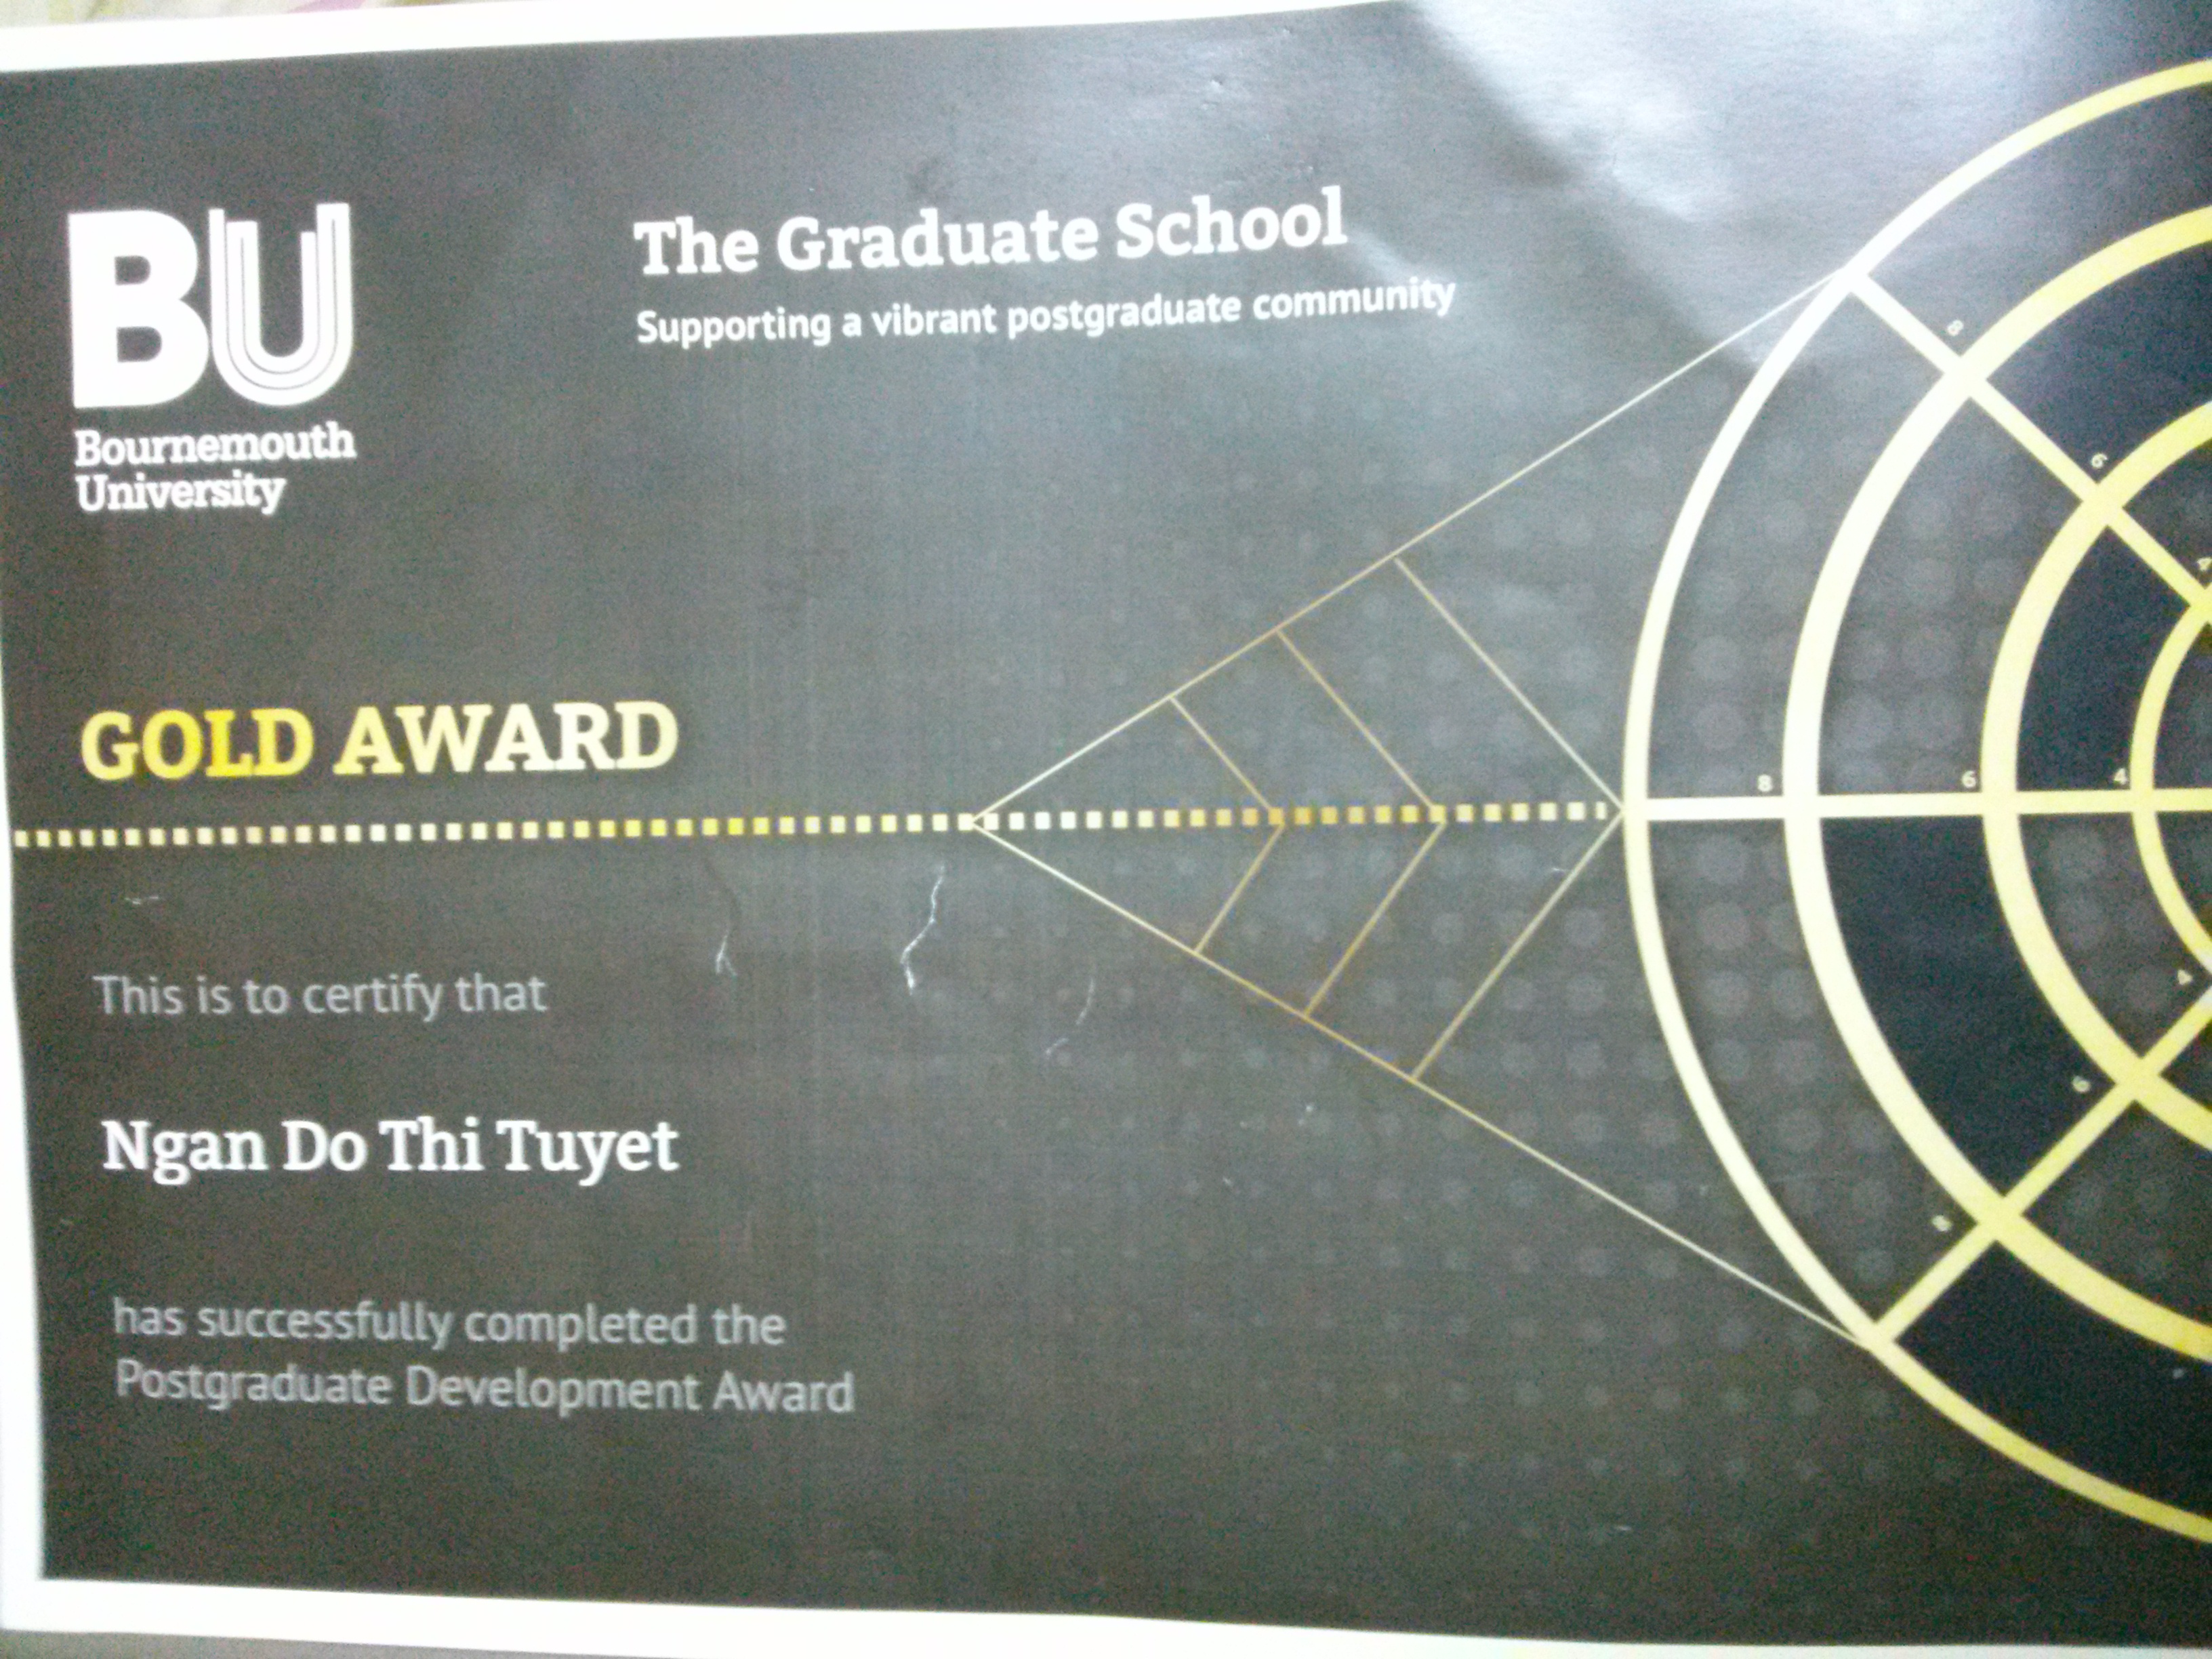 BU
Bournemouth
University
The Graduate School
Supporting a vibrant postgraduate community
GOLD AWARD
This is to certify that
Ngan Do Thi Tuyet
has successfully completed the
Postgraduate Development Award
8
6
4
8 6 4
4
6
8